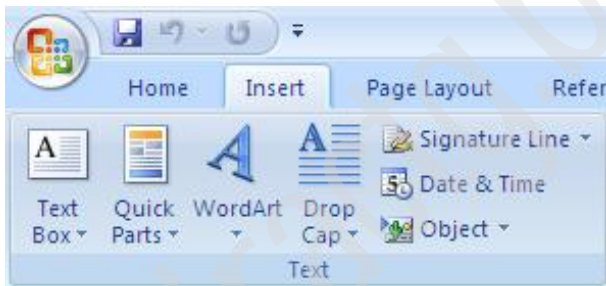 Home Insert Page Layout Refer
Signature Line
Date & Time
Object
Text Box
Quick Parts
WordArt
Drop Cap
Text